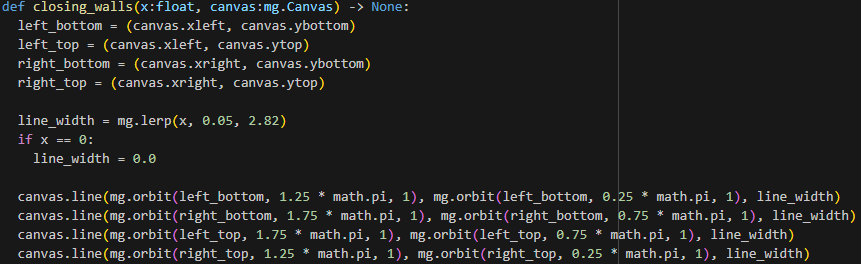 def closing_walls(x:float, canvas:mg.Canvas) -> None:
  left_bottom = (canvas.xleft, canvas.ybottom)
  left_top = (canvas.xleft, canvas.ytop)
  right_bottom = (canvas.xright, canvas.ybottom)
  right_top = (canvas.xright, canvas.ytop)

  line_width = mg.lerp(x, 0.05, 2.82)
  if x == 0:
    line_width = 0.0

  canvas.line(mg.orbit(left_bottom, 1.25 * math.pi, 1), mg.orbit(left_bottom, 0.25 * math.pi, 1), line_width)
  canvas.line(mg.orbit(right_bottom, 1.75 * math.pi, 1), mg.orbit(right_bottom, 0.75 * math.pi, 1), line_width)
  canvas.line(mg.orbit(left_top, 1.75 * math.pi, 1), mg.orbit(left_top, 0.75 * math.pi, 1), line_width)
  canvas.line(mg.orbit(right_top, 1.25 * math.pi, 1), mg.orbit(right_top, 0.25 * math.pi, 1), line_width)